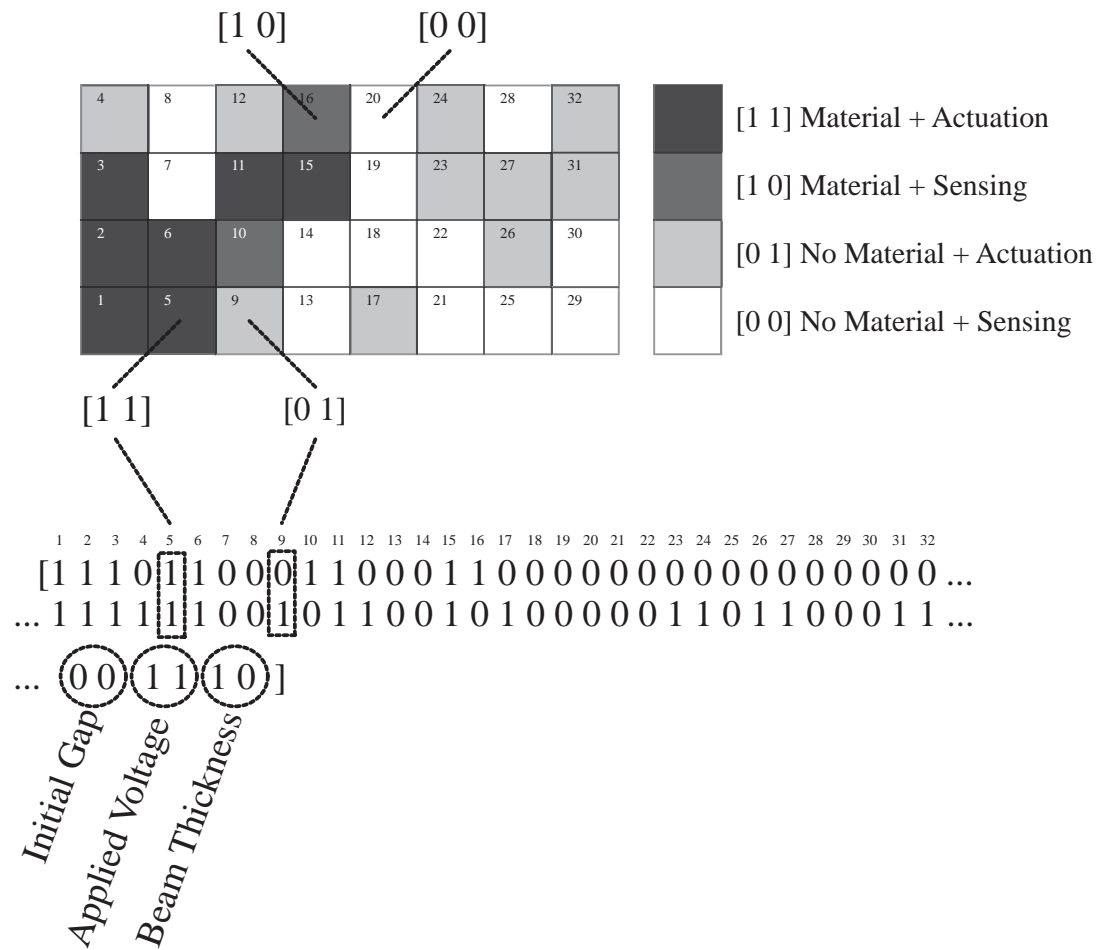 [1 0] [0 0]
4 8 12 16 20 24 28 32
3 7 11 15 19 23 27 31
2 6 10 14 18 22 26 30
1 5 9 13 17 21 25 29
[1 1] Material + Actuation
[1 0] Material + Sensing
[0 1] No Material + Actuation
[0 0] No Material + Sensing
[1 1] [0 1]
1 2 3 4 5 6 7 8 9 10 11 12 13 14 15 16 17 18 19 20 21 22 23 24 25 26 27 28 29 30 31 32
[1 1 1 0 1 1 0 0 0 1 1 0 0 0 1 1 0 0 0 0 0 0 0 0 0 0 0 0 0 0 0 0 ...
... 1 1 1 1 1 1 0 0 1 0 1 1 0 0 1 0 1 0 0 0 0 0 1 1 0 1 1 0 0 0 1 1 ...
... 0 0 1 1 1 0 ]
Initial Gap
Applied Voltage
Beam Thickness